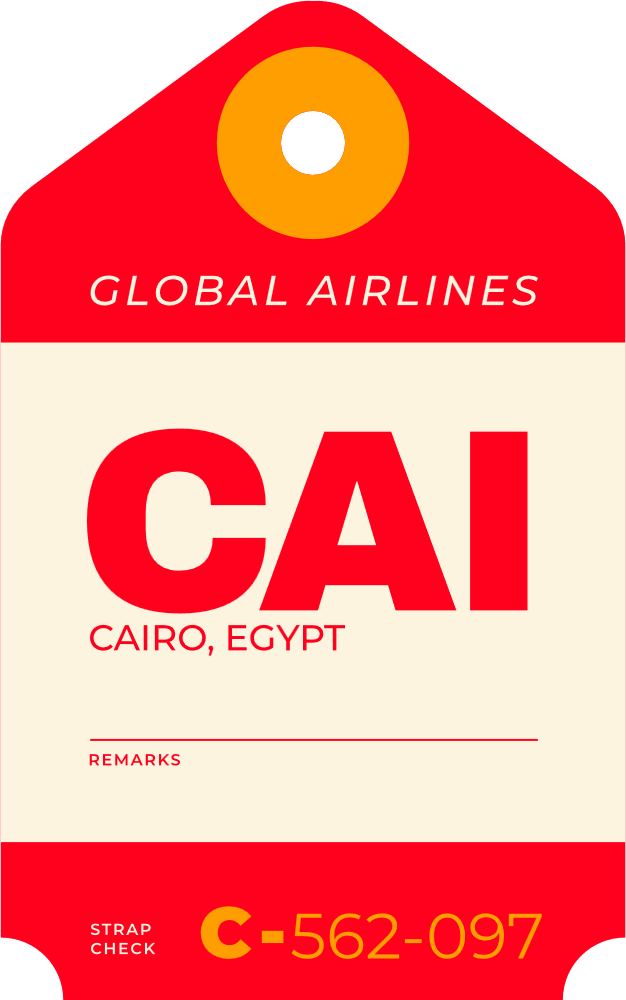 GLOBAL AIRLINES
CAI
CAIRO, EGYPT
REMARKS
STRAP
CHECK
C-562-097